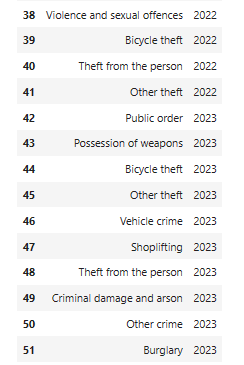 38 Violence and sexual offences 2022
39 Bicycle theft 2022
40 Theft from the person 2022
41 Other theft 2022
42 Public order 2023
43 Possession of weapons 2023
44 Bicycle theft 2023
45 Other theft 2023
46 Vehicle crime 2023
47 Shoplifting 2023
48 Theft from the person 2023
49 Criminal damage and arson 2023
50 Other crime 2023
51 Burglary 2023